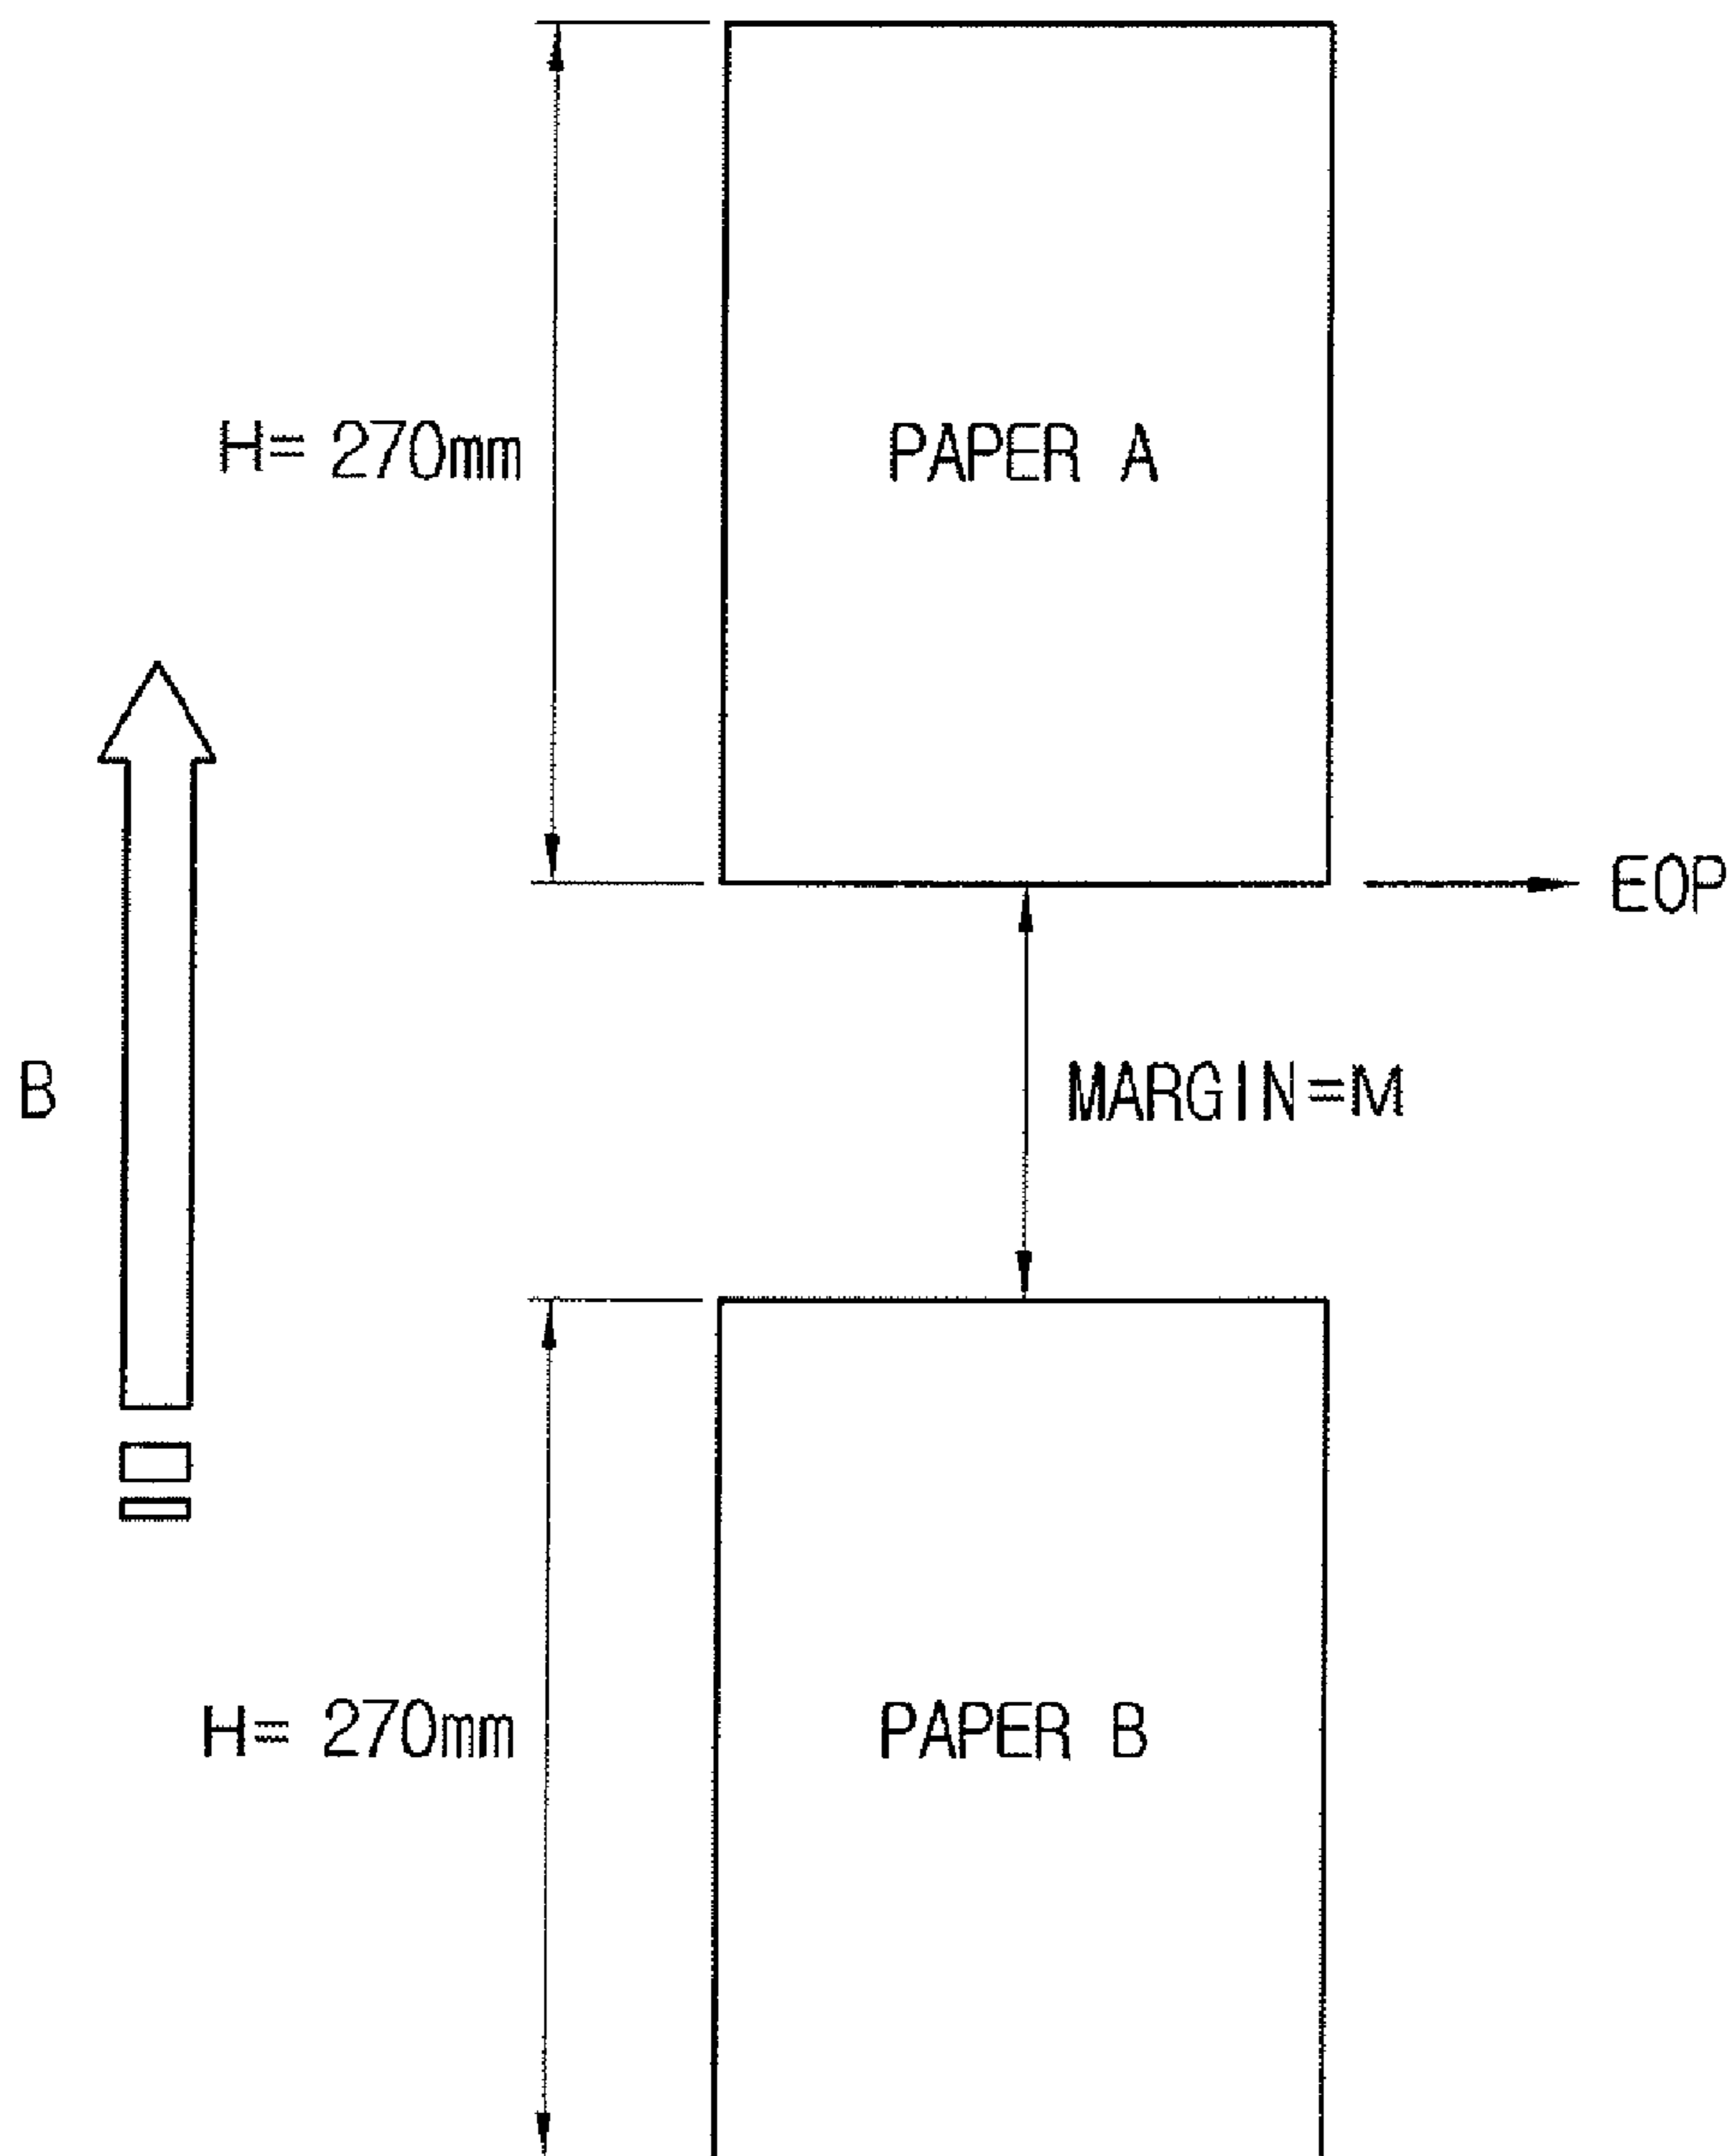 H= 270mm
PAPER A
EOP
B
MARGIN=M
H= 270mm
PAPER B